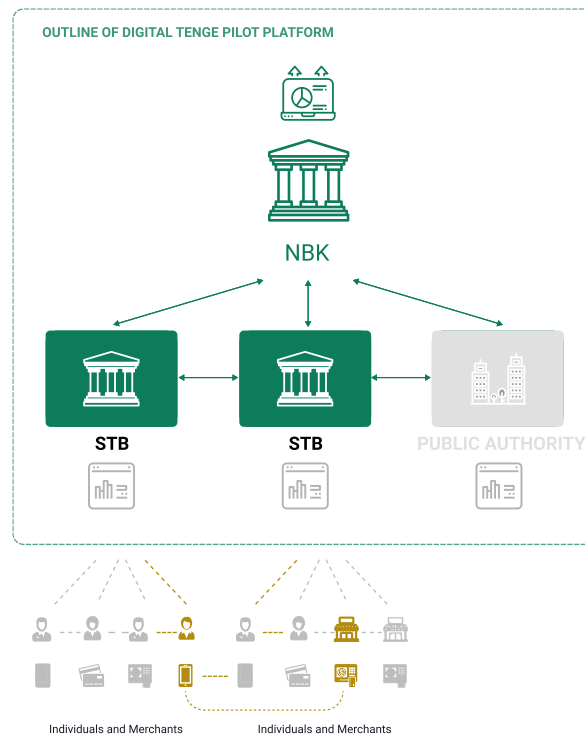 OUTLINE OF DIGITAL TENGE PILOT PLATFORM
NBK
STB
STB
PUBLIC AUTHORITY
Individuals and Merchants
Individuals and Merchants